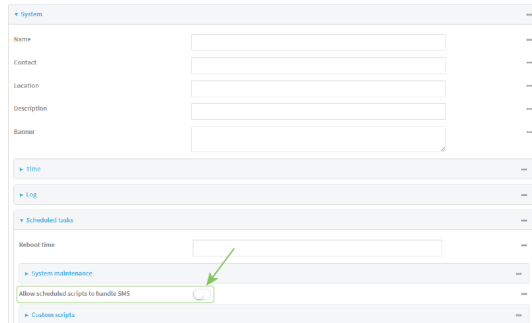 System
Name
Contact
Location
Description
Banner
Time
Log
Scheduled tasks
Reboot time
System maintenance
Allow scheduled scripts to handle SMS
Custom scripts